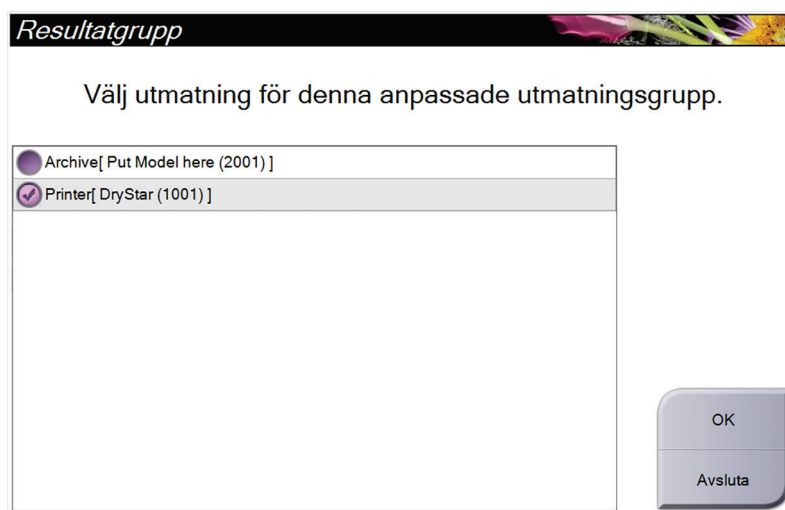 Resultatgrupp
Välj utmatning för denna anpassade utmatningsgrupp.
Archive[ Put Model here (2001) ]
Printer[ DryStar (1001) ]
OK
Avsluta